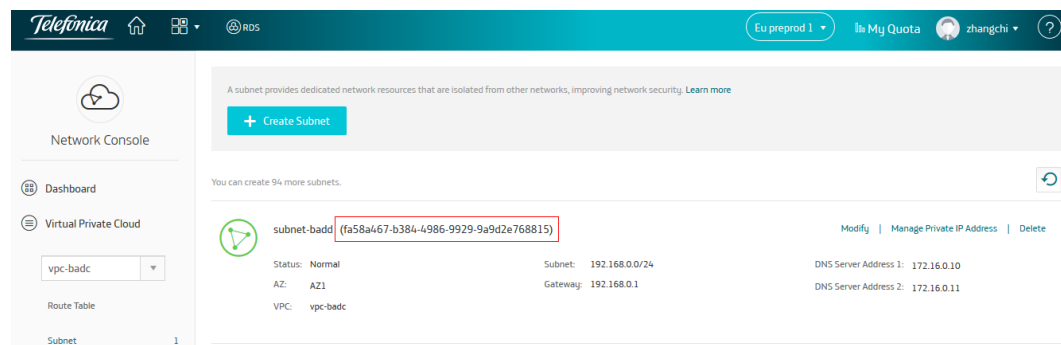 Telefonica RDS Eu preprod 1 My Quota zhangchi ?
A subnet provides dedicated network resources that are isolated from other networks, improving network security. Learn more
+ Create Subnet
Network Console
You can create 94 more subnets.
Dashboard
Virtual Private Cloud
subnet-badd (fa58a467-b384-4986-9929-9a9d2e768815) Modify | Manage Private IP Address | Delete
Status: Normal Subnet: 192.168.0.0/24 DNS Server Address 1: 172.16.0.10
AZ: AZ1 Gateway: 192.168.0.1 DNS Server Address 2: 172.16.0.11
VPC: vpc-badc
vpc-badc
Route Table
Subnet 1